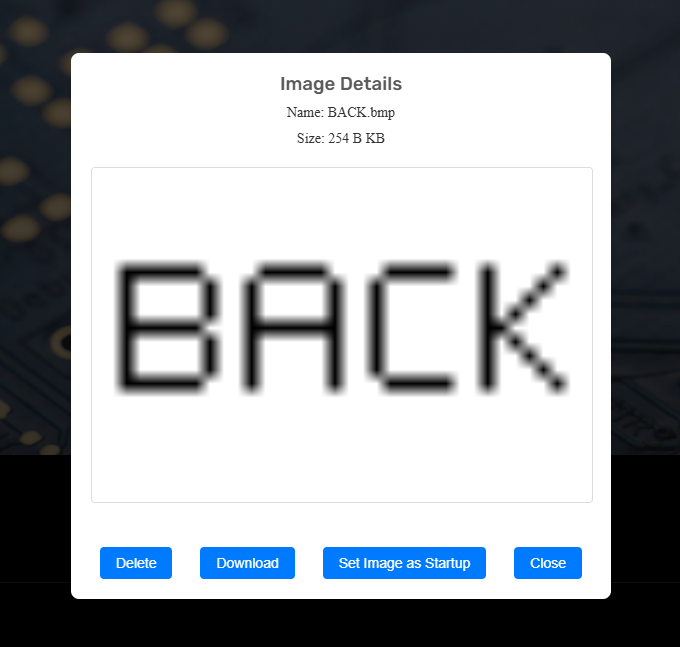 Image Details
Name: BACK.bmp
Size: 254 B KB
BACK
Delete Download Set Image as Startup Close